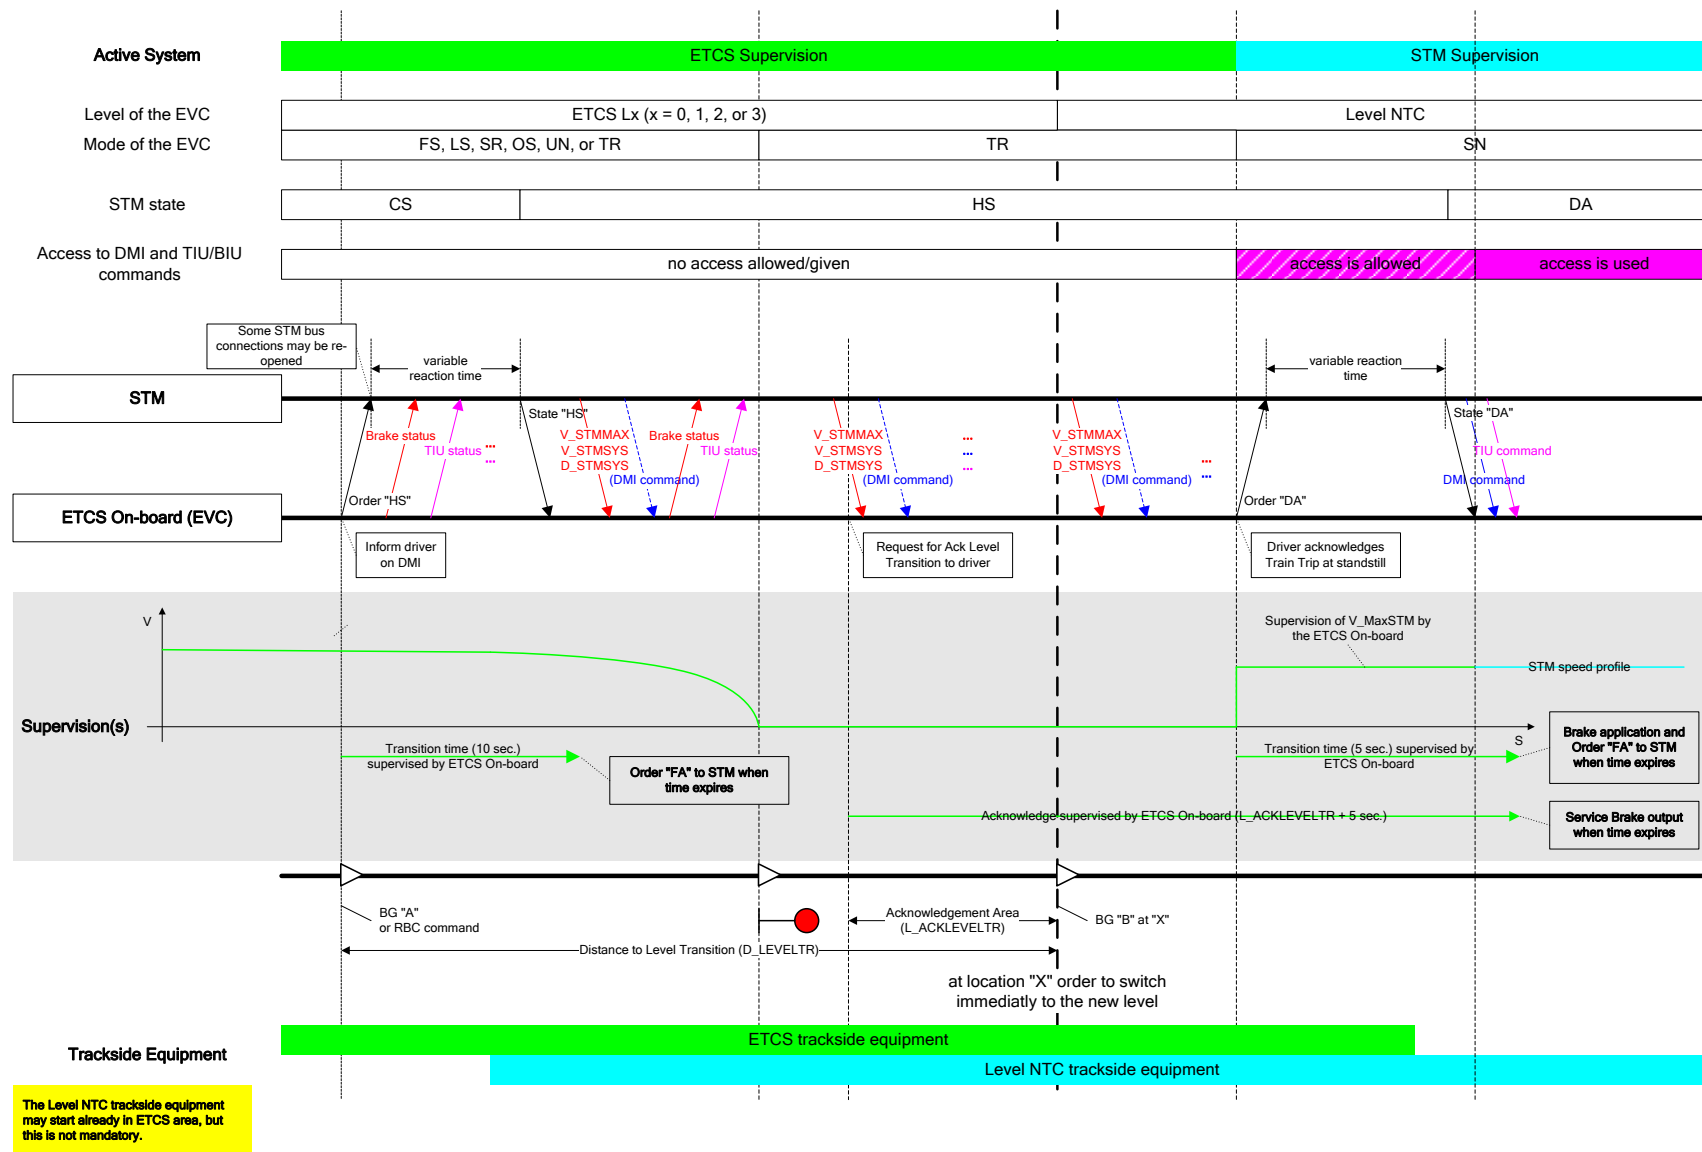 Active System
ETCS Supervision
STM Supervision
Level of the EVC
ETCS Lx (x = 0, 1, 2, or 3)
Level NTC
Mode of the EVC
FS, LS, SR, OS, UN, or TR
TR
SN
STM state
CS
HS
DA
Access to DMI and TIU/BIU
commands
no access allowed/given
access is allowed
access is used
Some STM bus
connections may be re-
opened
variable
reaction time
variable reaction
time
STM
State "HS"
State "DA"
Brake status
TIU status
...
...
V_STMMAX
V_STMSYS
D_STMSYS
(DMI command)
Brake status
TIU status
V_STMMAX
V_STMSYS
D_STMSYS
(DMI command)
...
...
...
V_STMMAX
V_STMSYS
D_STMSYS
(DMI command)
...
...
TIU command
DMI command
Order "HS"
Order "DA"
ETCS On-board (EVC)
Inform driver
on DMI
Request for Ack Level
Transition to driver
Driver acknowledges
Train Trip at standstill
V
Supervision of V_MaxSTM by
the ETCS On-board
STM speed profile
Supervision(s)
S
Transition time (10 sec.)
supervised by ETCS On-board
Order "FA" to STM when
time expires
Transition time (5 sec.) supervised by
ETCS On-board
Brake application and
Order "FA" to STM
when time expires
Acknowledge supervised by ETCS On-board (L_ACKLEVELTR + 5 sec.)
Service Brake output
when time expires
BG "A"
or RBC command
Acknowledgement Area
(L_ACKLEVELTR)
BG "B" at "X"
Distance to Level Transition (D_LEVELTR)
at location "X" order to switch
immediatly to the new level
Trackside Equipment
ETCS trackside equipment
Level NTC trackside equipment
The Level NTC trackside equipment
may start already in ETCS area, but
this is not mandatory.